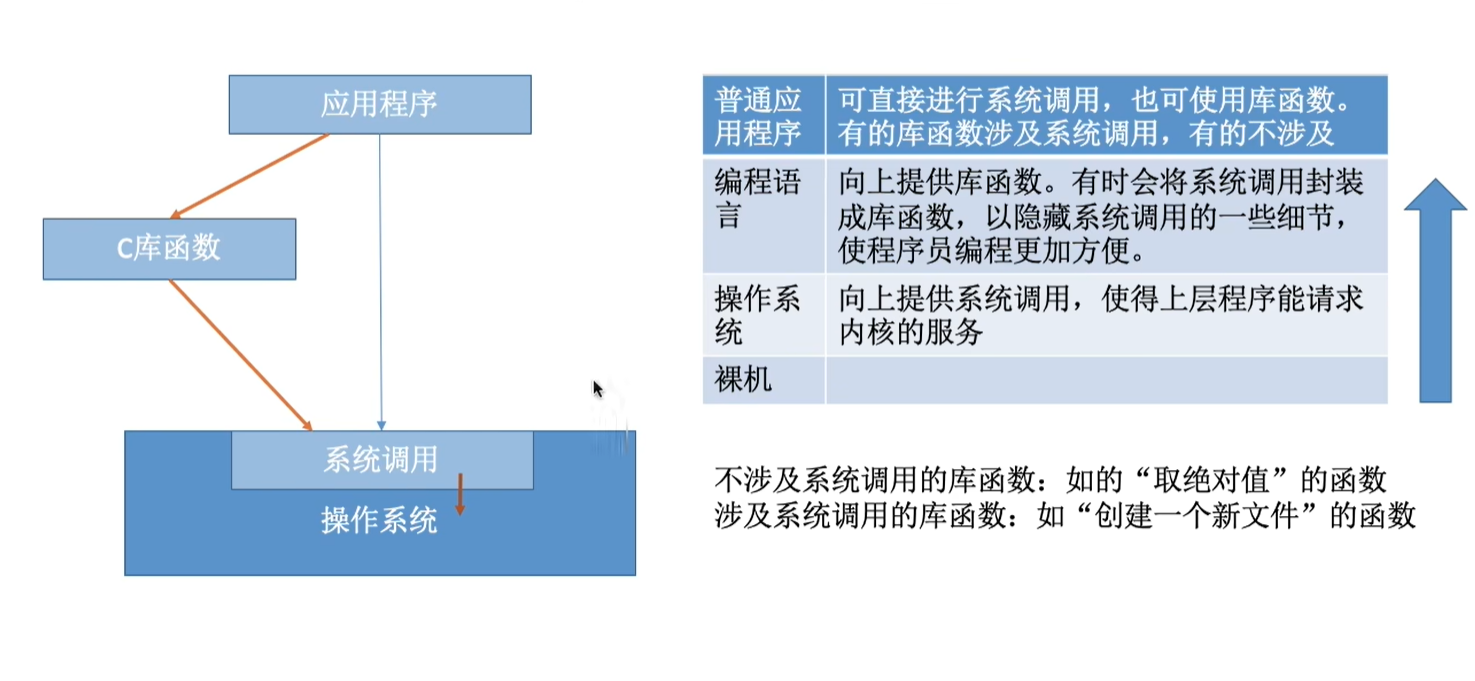 应用程序
C库函数
系统调用
操作系统
普通应
用程序
可直接进行系统调用，也可使用库函数。
有的库函数涉及系统调用，有的不涉及
编程语
言
向上提供库函数。有时会将系统调用封装
成库函数，以隐藏系统调用的一些细节，
使程序员编程更加方便。
操作系
统
向上提供系统调用，使得上层程序能请求
内核的服务
裸机
不涉及系统调用的库函数：如的“取绝对值”的函数
涉及系统调用的库函数：如“创建一个新文件”的函数